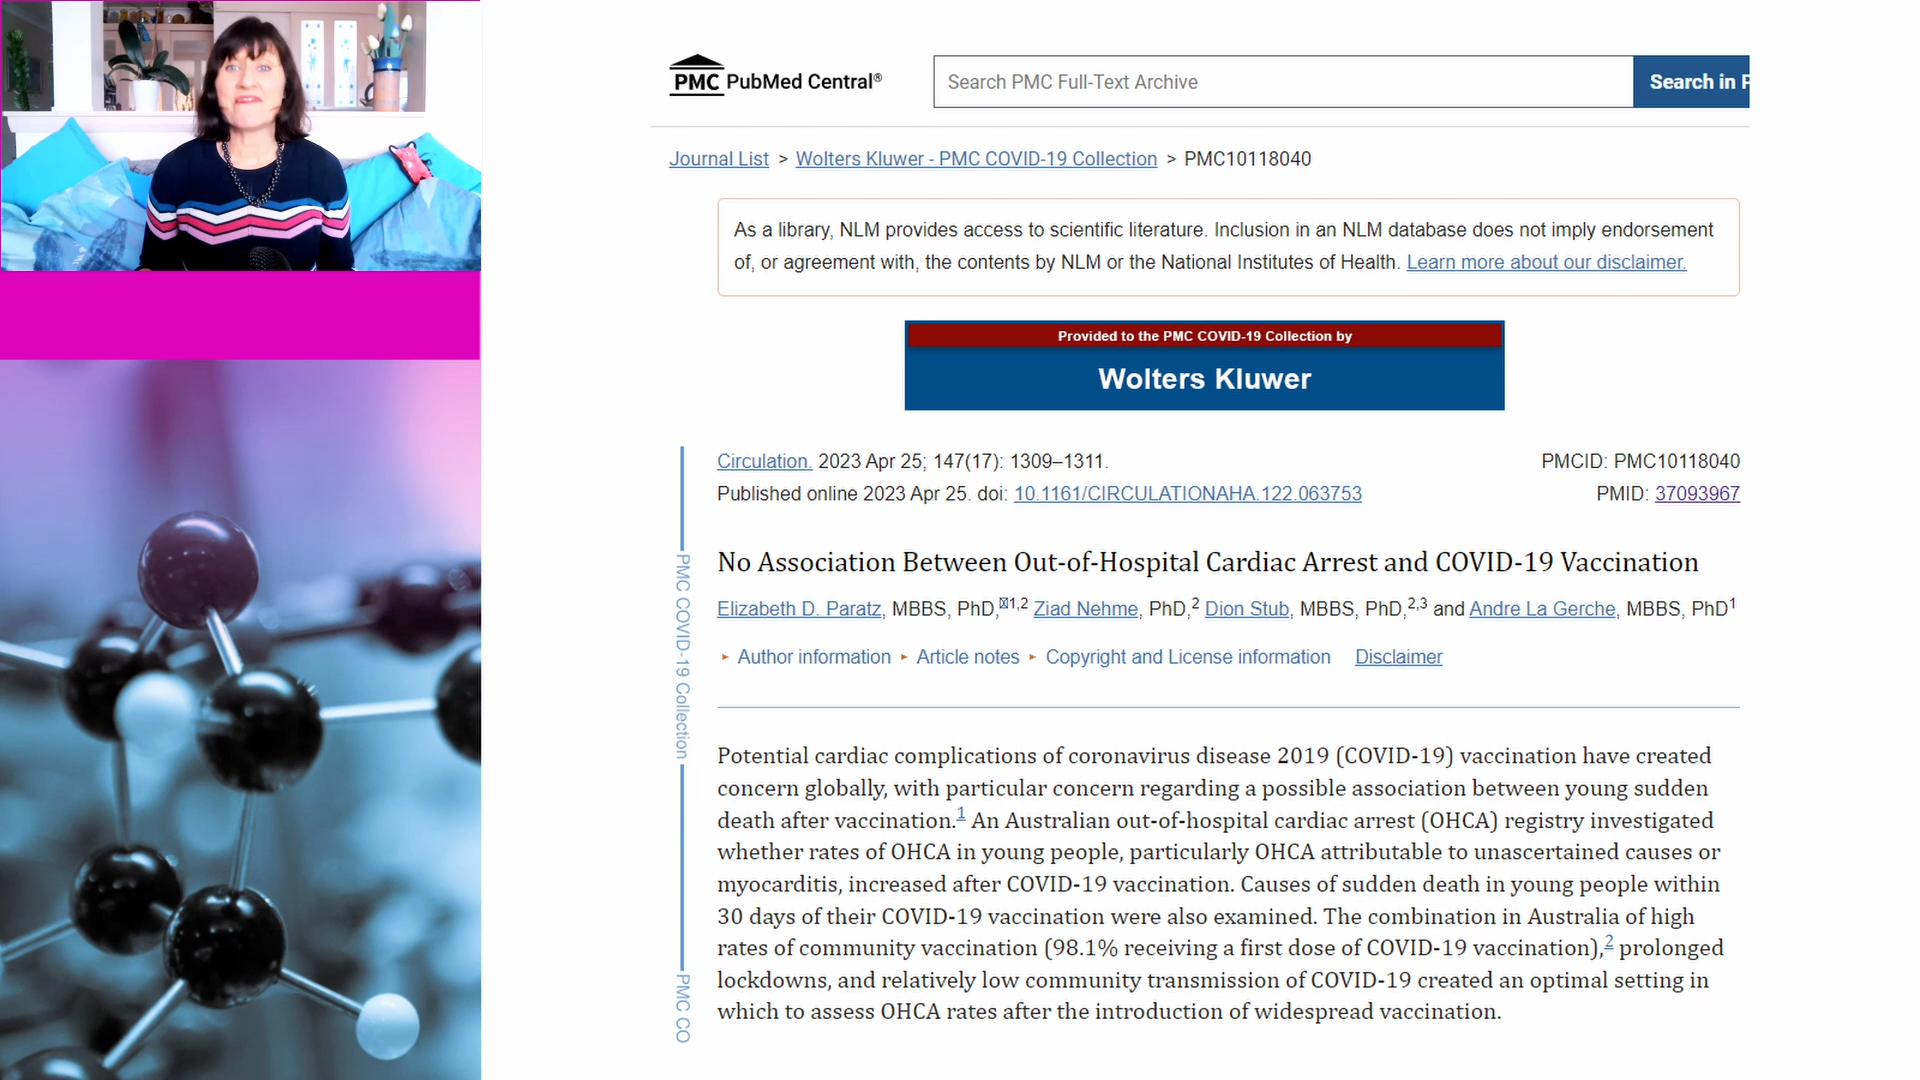 PMC PubMed Central®
Search PMC Full-Text Archive
Search in P
Journal List > Wolters Kluwer - PMC COVID-19 Collection > PMC10118040
As a library, NLM provides access to scientific literature. Inclusion in an NLM database does not imply endorsement
of, or agreement with, the contents by NLM or the National Institutes of Health. Learn more about our disclaimer.
Provided to the PMC COVID-19 Collection by
Wolters Kluwer
Circulation. 2023 Apr 25; 147(17): 1309–1311.
PMCID: PMC10118040
Published online 2023 Apr 25. doi: 10.1161/CIRCULATIONAHA.122.063753
PMID: 37093967
No Association Between Out-of-Hospital Cardiac Arrest and COVID-19 Vaccination
Elizabeth D. Paratz, MBBS, PhD,1,2 Ziad Nehme, PhD,2 Dion Stub, MBBS, PhD,2,3 and Andre La Gerche, MBBS, PhD1
Author information Article notes Copyright and License information Disclaimer
Potential cardiac complications of coronavirus disease 2019 (COVID-19) vaccination have created
concern globally, with particular concern regarding a possible association between young sudden
death after vaccination.1 An Australian out-of-hospital cardiac arrest (OHCA) registry investigated
whether rates of OHCA in young people, particularly OHCA attributable to unascertained causes or
myocarditis, increased after COVID-19 vaccination. Causes of sudden death in young people within
30 days of their COVID-19 vaccination were also examined. The combination in Australia of high
rates of community vaccination (98.1% receiving a first dose of COVID-19 vaccination),2 prolonged
lockdowns, and relatively low community transmission of COVID-19 created an optimal setting in
which to assess OHCA rates after the introduction of widespread vaccination.
PMC COVID-19 Collection
PMC CO